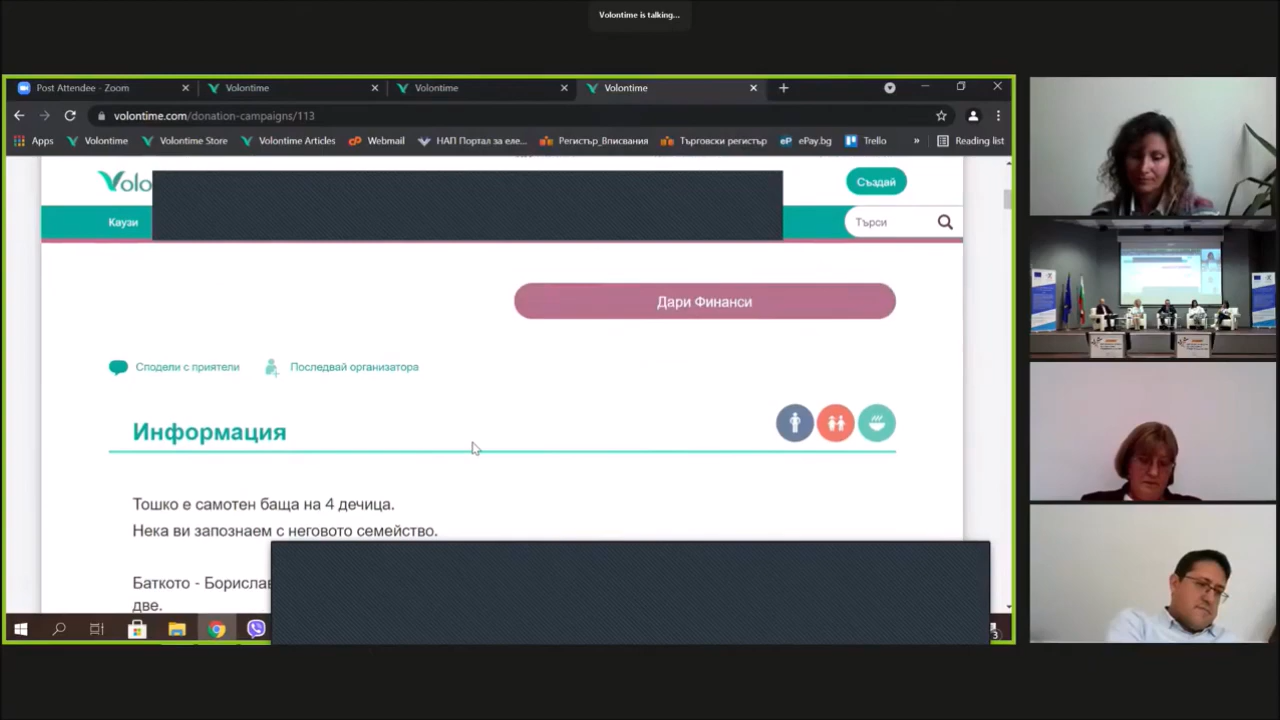 Volontime is talking...
Post Attendee - Zoom
Volontime
Volontime
Volontime
volontime.com/donation-campaigns/113
Apps
Volontime
Volontime Store
Volontime Articles
Webmail
НАП Портал за еле...
Регистър_Вписвания
Търговски регистър
ePay.bg
Trello
»
Reading list
Volo
Създай
Каузи
Търси
Дари Финанси
Сподели с приятели
Последвай организатора
Информация
Тошко е самотен баща на 4 дечица.
Нека ви запознаем с неговото семейство.
Баткото - Борислав
две.
3